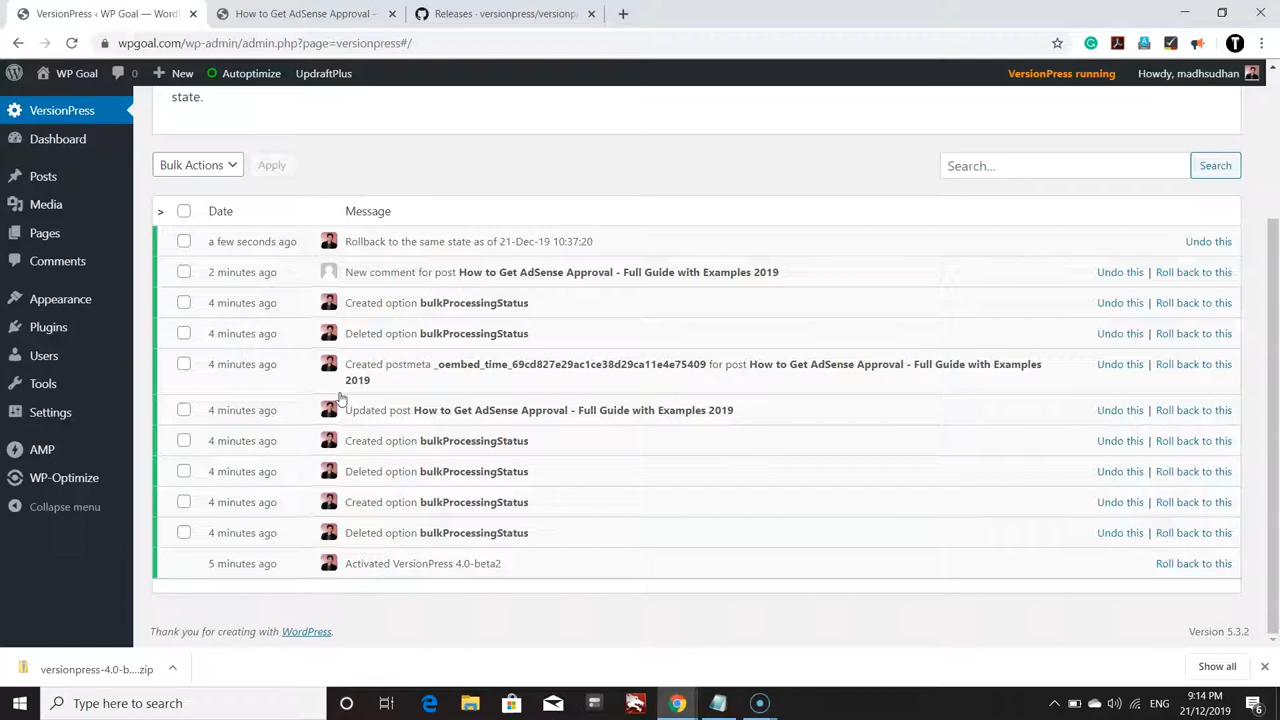 VersionPress ‹ WP Goal — WordP
How to Get AdSense Approval -
Releases · versionpress/versionp
wpgoal.com/wp-admin/admin.php?page=versionpress#/
WP Goal
0
New
Autoptimize
UpdraftPlus
VersionPress running
Howdy, madhsudhan
VersionPress
Dashboard
Posts
Media
Pages
Comments
Appearance
Plugins
Users
Tools
Settings
AMP
WP-Optimize
Collapse menu
state.
Bulk Actions
Apply
Search...
Search
> Date Message
a few seconds ago Rollback to the same state as of 21-Dec-19 10:37:20 Undo this
2 minutes ago New comment for post How to Get AdSense Approval - Full Guide with Examples 2019 Undo this | Roll back to this
4 minutes ago Created option bulkProcessingStatus Undo this | Roll back to this
4 minutes ago Deleted option bulkProcessingStatus Undo this | Roll back to this
4 minutes ago Created postmeta _oembed_time_69cd827e29ac1ce38d29ca11e4e75409 for post How to Get AdSense Approval - Full Guide with Examples Undo this | Roll back to this
2019
4 minutes ago Updated post How to Get AdSense Approval - Full Guide with Examples 2019 Undo this | Roll back to this
4 minutes ago Created option bulkProcessingStatus Undo this | Roll back to this
4 minutes ago Deleted option bulkProcessingStatus Undo this | Roll back to this
4 minutes ago Created option bulkProcessingStatus Undo this | Roll back to this
4 minutes ago Deleted option bulkProcessingStatus Undo this | Roll back to this
5 minutes ago Activated VersionPress 4.0-beta2 Roll back to this
Thank you for creating with WordPress.
Version 5.3.2
versionpress-4.0-b....zip
Show all
Type here to search
ENG
9:14 PM
21/12/2019
6